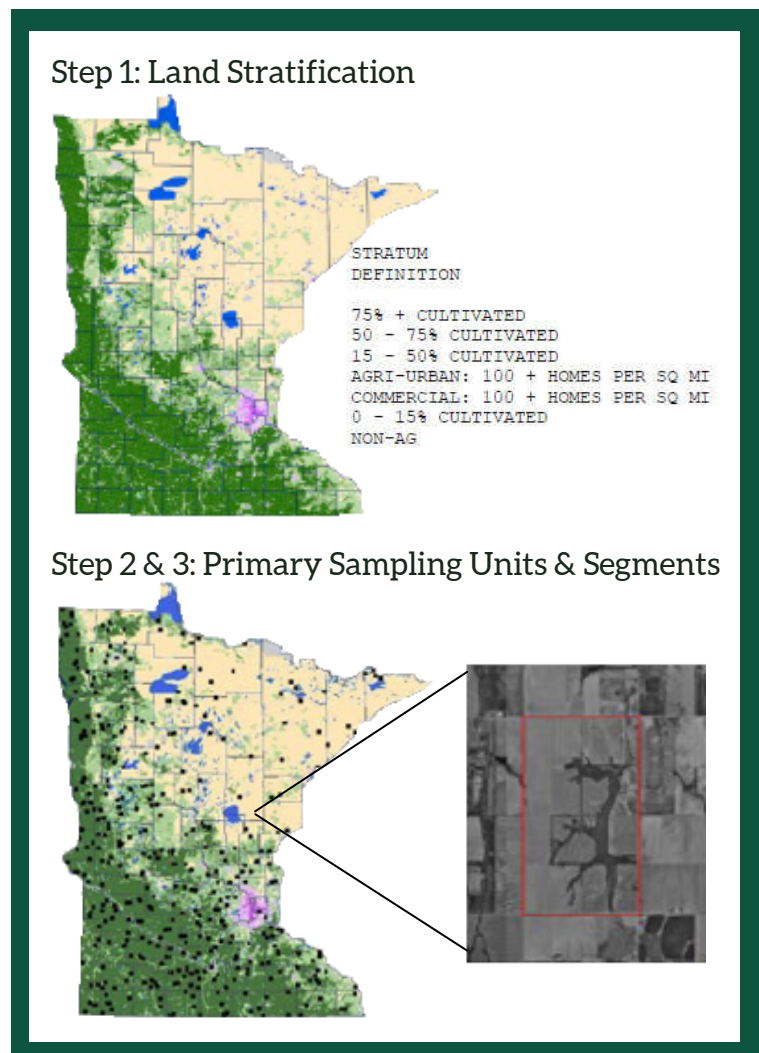 Step 1: Land Stratification
STRATUM
DEFINITION
75% + CULTIVATED
50 - 75% CULTIVATED
15 - 50% CULTIVATED
AGRI-URBAN: 100 + HOMES PER SQ MI
COMMERCIAL: 100 + HOMES PER SQ MI
0 - 15% CULTIVATED
NON-AG
Step 2 & 3: Primary Sampling Units & Segments